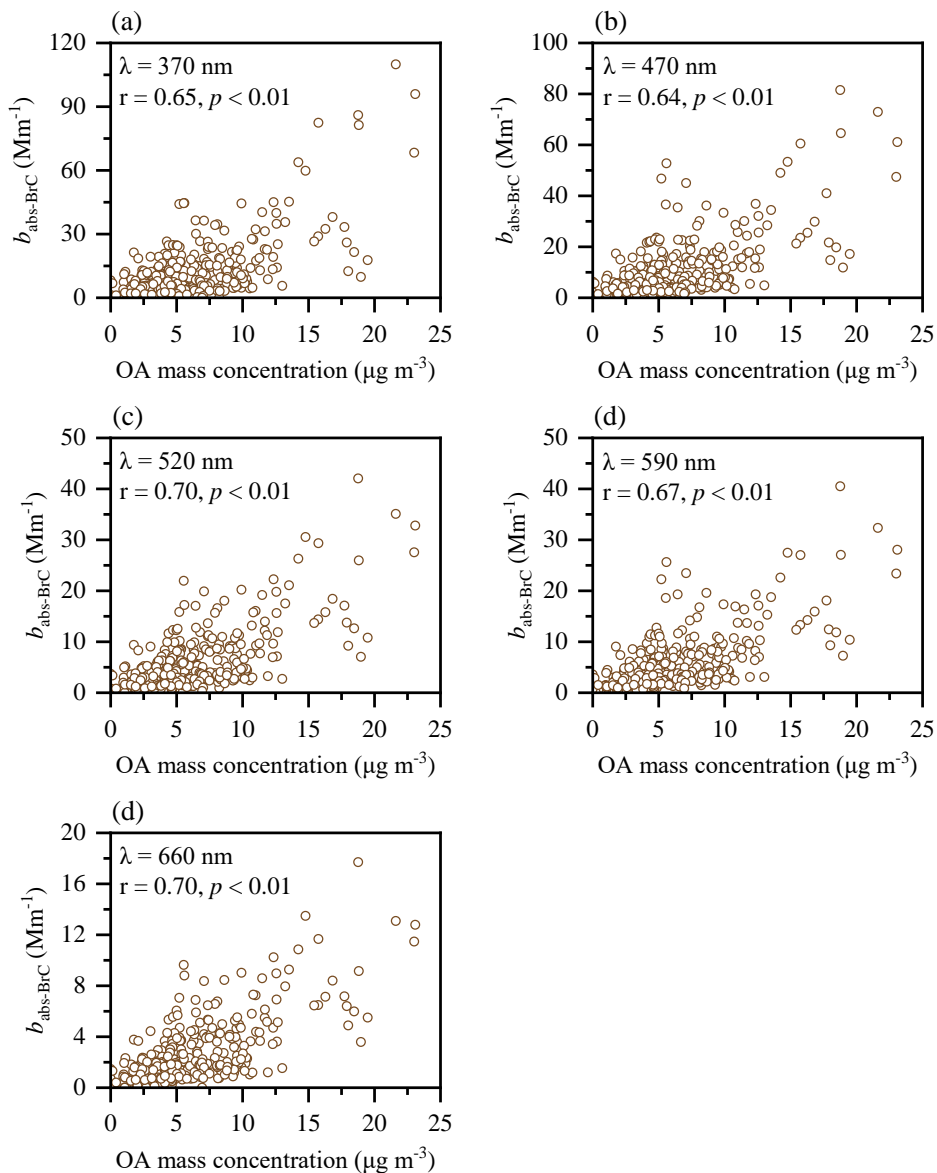 (a)
120
90
60
30
0
b abs-BrC (Mm-1)
λ = 370 nm
r = 0.65, p < 0.01
0 5 10 15 20 25
OA mass concentration (μg m-3)
(b)
100
80
60
40
20
0
b abs-BrC (Mm-1)
λ = 470 nm
r = 0.64, p < 0.01
0 5 10 15 20 25
OA mass concentration (μg m-3)
(c)
50
40
30
20
10
0
b abs-BrC (Mm-1)
λ = 520 nm
r = 0.70, p < 0.01
0 5 10 15 20 25
OA mass concentration (μg m-3)
(d)
50
40
30
20
10
0
b abs-BrC (Mm-1)
λ = 590 nm
r = 0.67, p < 0.01
0 5 10 15 20 25
OA mass concentration (μg m-3)
(d)
20
16
12
8
4
0
b abs-BrC (Mm-1)
λ = 660 nm
r = 0.70, p < 0.01
0 5 10 15 20 25
OA mass concentration (μg m-3)